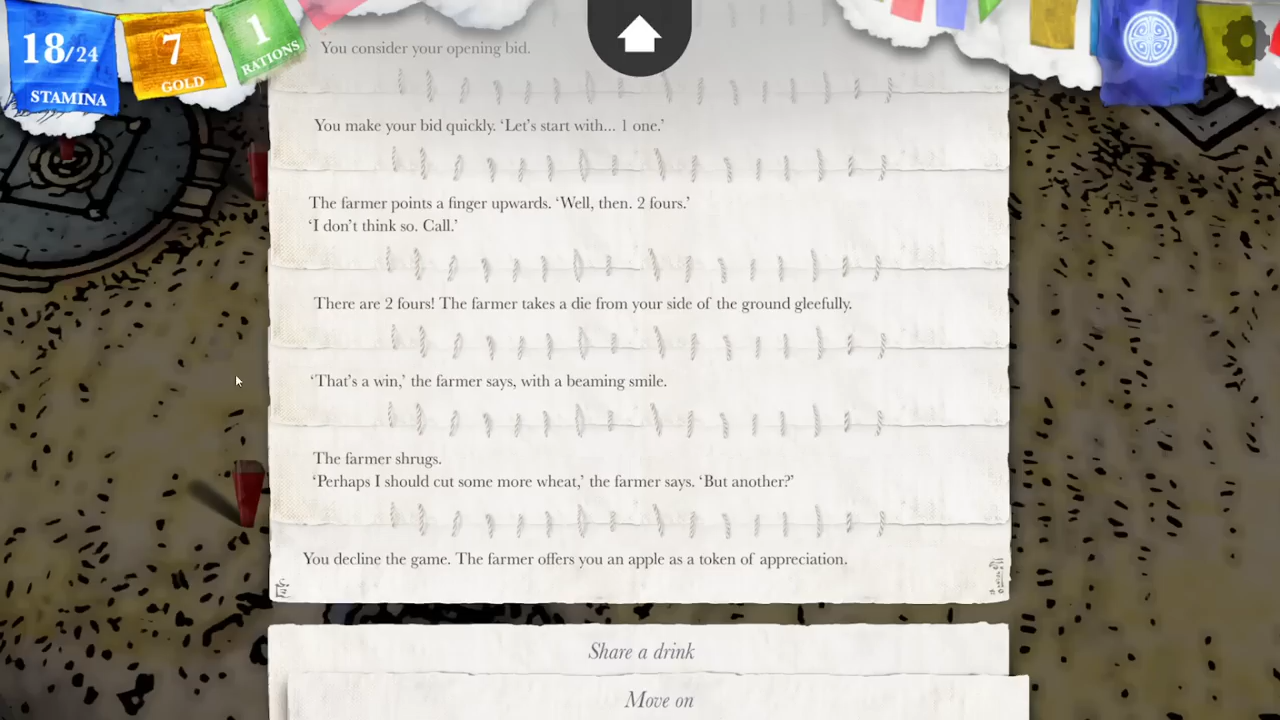 18/24
STAMINA
7
GOLD
1
RATIONS
You consider your opening bid.
You make your bid quickly. ‘Let’s start with... 1 one.’
The farmer points a finger upwards. ‘Well, then. 2 fours.’
‘I don’t think so. Call.’
There are 2 fours! The farmer takes a die from your side of the ground gleefully.
‘That’s a win,’ the farmer says, with a beaming smile.
The farmer shrugs.
‘Perhaps I should cut some more wheat,’ the farmer says. ‘But another?’
You decline the game. The farmer offers you an apple as a token of appreciation.
Share a drink
Move on